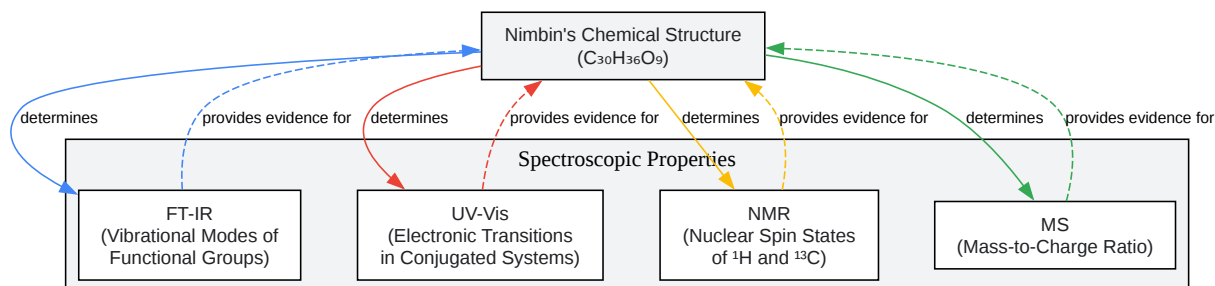 Nimbin's Chemical Structure
(C₃₀H₃₆O₉)
determines
provides evidence for
determines
provides evidence for
determines
provides evidence for
determines
provides evidence for
Spectroscopic Properties
FT-IR
(Vibrational Modes of
Functional Groups)
UV-Vis
(Electronic Transitions
in Conjugated Systems)
NMR
(Nuclear Spin States
of ¹H and ¹³C)
MS
(Mass-to-Charge Ratio)